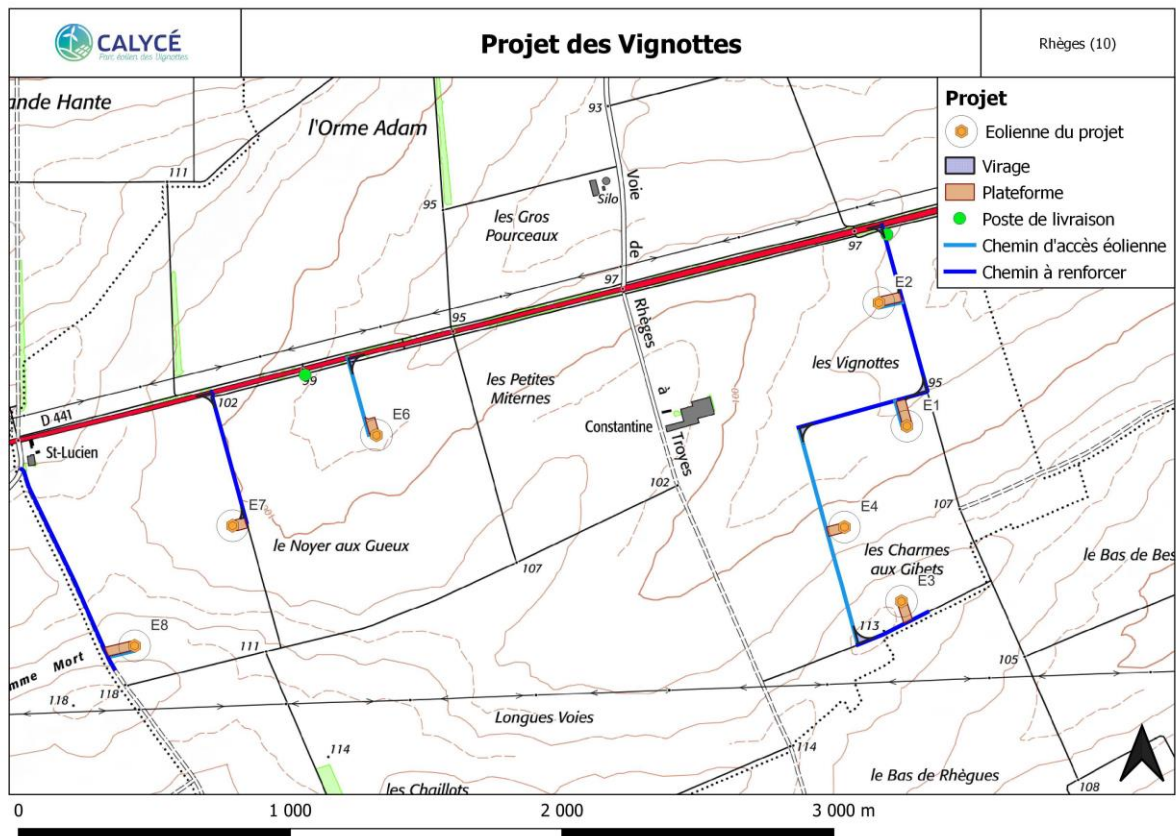 CALYCÉ
Parc éolien des Vignottes
Projet des Vignottes
Rhèges (10)
ande Hante
l'Orme Adam
93
Projet
Eolienne du projet
Virage
Plateforme
Poste de livraison
Chemin d'accès éolienne
Chemin à renforcer
111
Voie de
Silo
95
les Gros
Pourceaux
97
97
E2
95
Rhèges à Troyes
les Vignottes
99
les Petites
Miternes
95
102
D 441
E6
Constantine
E1
St-Lucien
102
107
E7
E4
le Noyer aux Gueux
les Charmes
aux Gihets
le Bas de Bes
107
E3
113
E8
111
105
mme Mort
118
118
Longues Voies
114
114
le Bas de Rhègues
108
les Chaillots
0
1 000
2 000
3 000 m